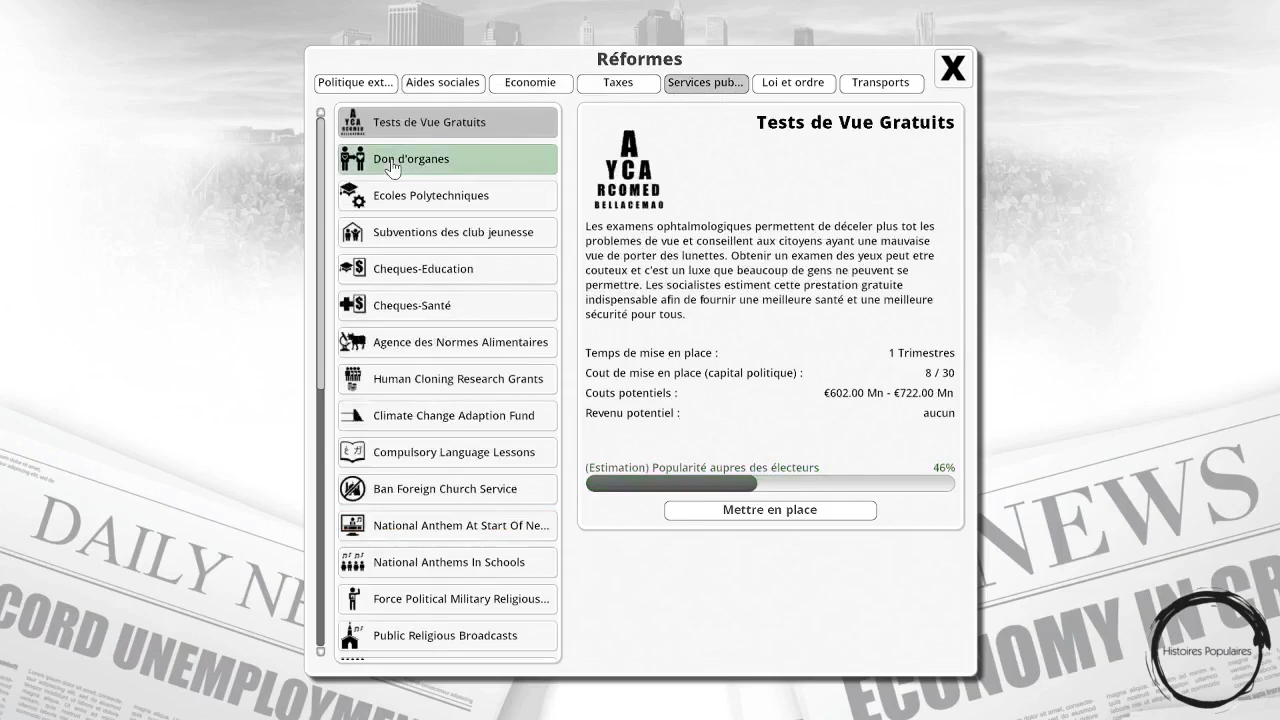 Réformes
X
Politique ext...
Aides sociales
Economie
Taxes
Services pub...
Loi et ordre
Transports
Tests de Vue Gratuits
Don d'organes
Ecoles Polytechniques
Subventions des club jeunesse
Cheques-Education
Cheques-Santé
Agence des Normes Alimentaires
Human Cloning Research Grants
Climate Change Adaption Fund
Compulsory Language Lessons
Ban Foreign Church Service
National Anthem At Start Of Ne...
National Anthems In Schools
Force Political Military Religious...
Public Religious Broadcasts
Tests de Vue Gratuits
A
YCA
RCOMED
BELLACEMAO
Les examens ophtalmologiques permettent de déceler plus tot les
problemes de vue et conseillent aux citoyens ayant une mauvaise
vue de porter des lunettes. Obtenir un examen des yeux peut etre
couteux et c'est un luxe que beaucoup de gens ne peuvent se
permettre. Les socialistes estiment cette prestation gratuite
indispensable afin de fournir une meilleure santé et une meilleure
sécurité pour tous.
Temps de mise en place : 1 Trimestres
Cout de mise en place (capital politique) : 8 / 30
Couts potentiels : €602.00 Mn - €722.00 Mn
Revenu potentiel : aucun
(Estimation) Popularité aupres des électeurs 46%
Mettre en place
DAILY NE
CORD UNEMPLOYM
NEWS
ECONOMY IN CR
Histoires Populaires